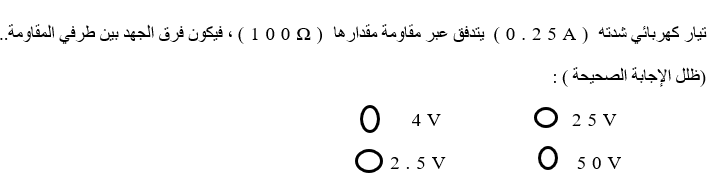 تيار كهربائي شدته ( 0 . 2 5 A ) يتدفق عبر مقاومة مقدارها ( 1 0 0 Ω ) ، فيكون فرق الجهد بين طرفي المقاومة..
(ظلل الإجابة الصحيحة ) :
2 5 V 4 V
5 0 V 2 . 5 V